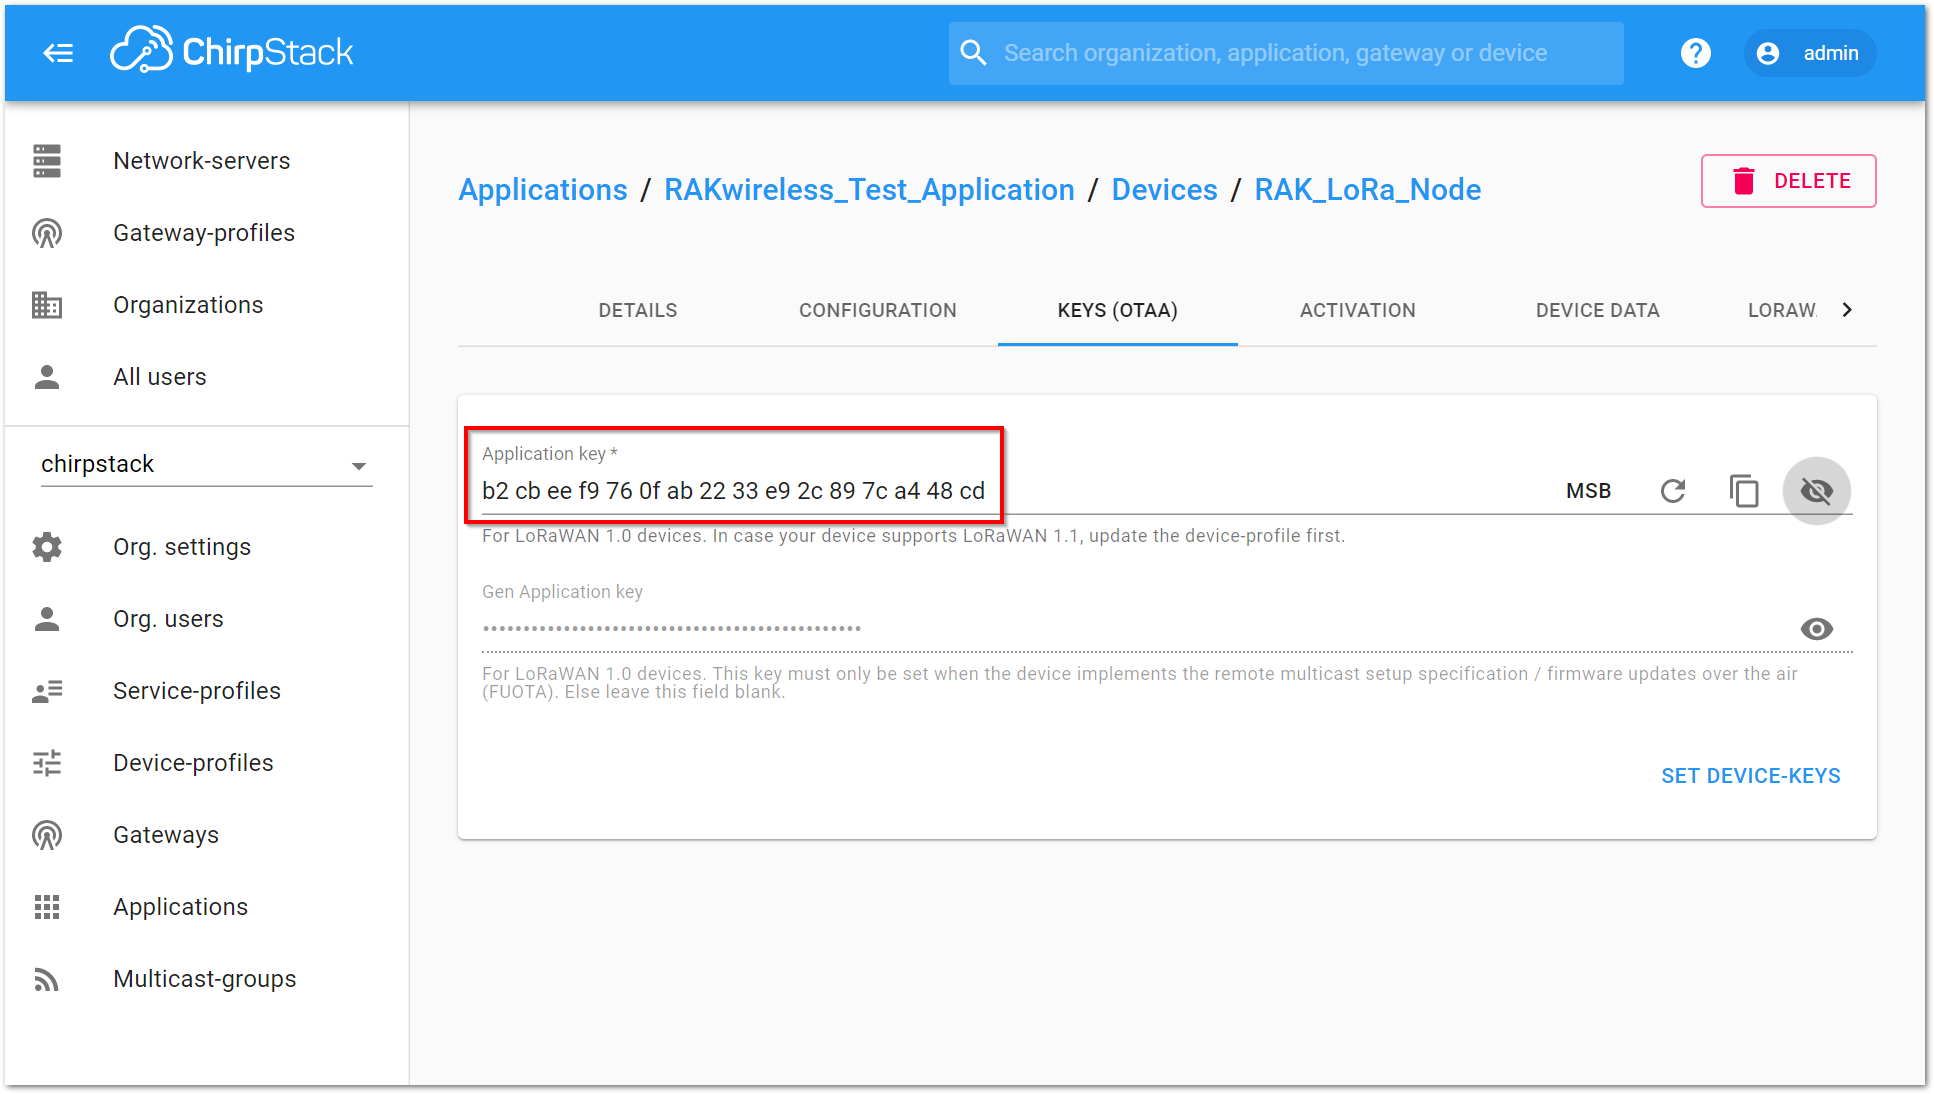 ChirpStack
Search organization, application, gateway or device
? admin
Network-servers
Gateway-profiles
Organizations
All users
chirpstack
Org. settings
Org. users
Service-profiles
Device-profiles
Gateways
Applications
Multicast-groups
Applications / RAKwireless_Test_Application / Devices / RAK_LoRa_Node
DELETE
DETAILS CONFIGURATION KEYS (OTAA) ACTIVATION DEVICE DATA LORAW
Application key *
b2 cb ee f9 76 0f ab 22 33 e9 2c 89 7c a4 48 cd MSB
For LoRaWAN 1.0 devices. In case your device supports LoRaWAN 1.1, update the device-profile first.
Gen Application key
For LoRaWAN 1.0 devices. This key must only be set when the device implements the remote multicast setup specification / firmware updates over the air
(FUOTA). Else leave this field blank.
SET DEVICE-KEYS